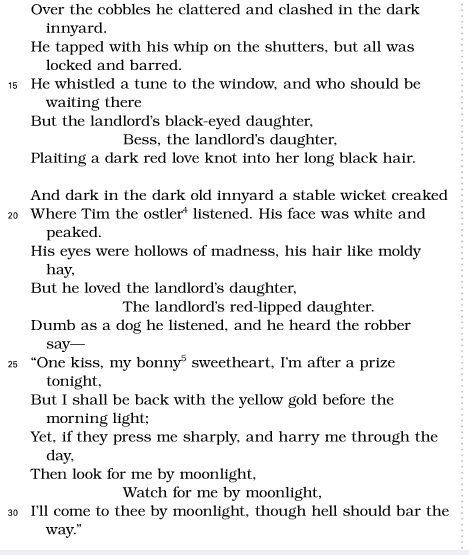 Over the cobbles he clattered and clashed in the dark
innyard.
He tapped with his whip on the shutters, but all was
locked and barred.
15 He whistled a tune to the window, and who should be
waiting there
But the landlord's black-eyed daughter,
Bess, the landlord's daughter,
Plaiting a dark red love knot into her long black hair.
And dark in the dark old innyard a stable wicket creaked
20 Where Tim the ostler⁴ listened. His face was white and
peaked.
His eyes were hollows of madness, his hair like moldy
hay,
But he loved the landlord's daughter,
The landlord's red-lipped daughter.
Dumb as a dog he listened, and he heard the robber
say—
25 “One kiss, my bonny⁵ sweetheart, I'm after a prize
tonight,
But I shall be back with the yellow gold before the
morning light;
Yet, if they press me sharply, and harry me through the
day,
Then look for me by moonlight,
Watch for me by moonlight,
30 I'll come to thee by moonlight, though hell should bar the
way.”